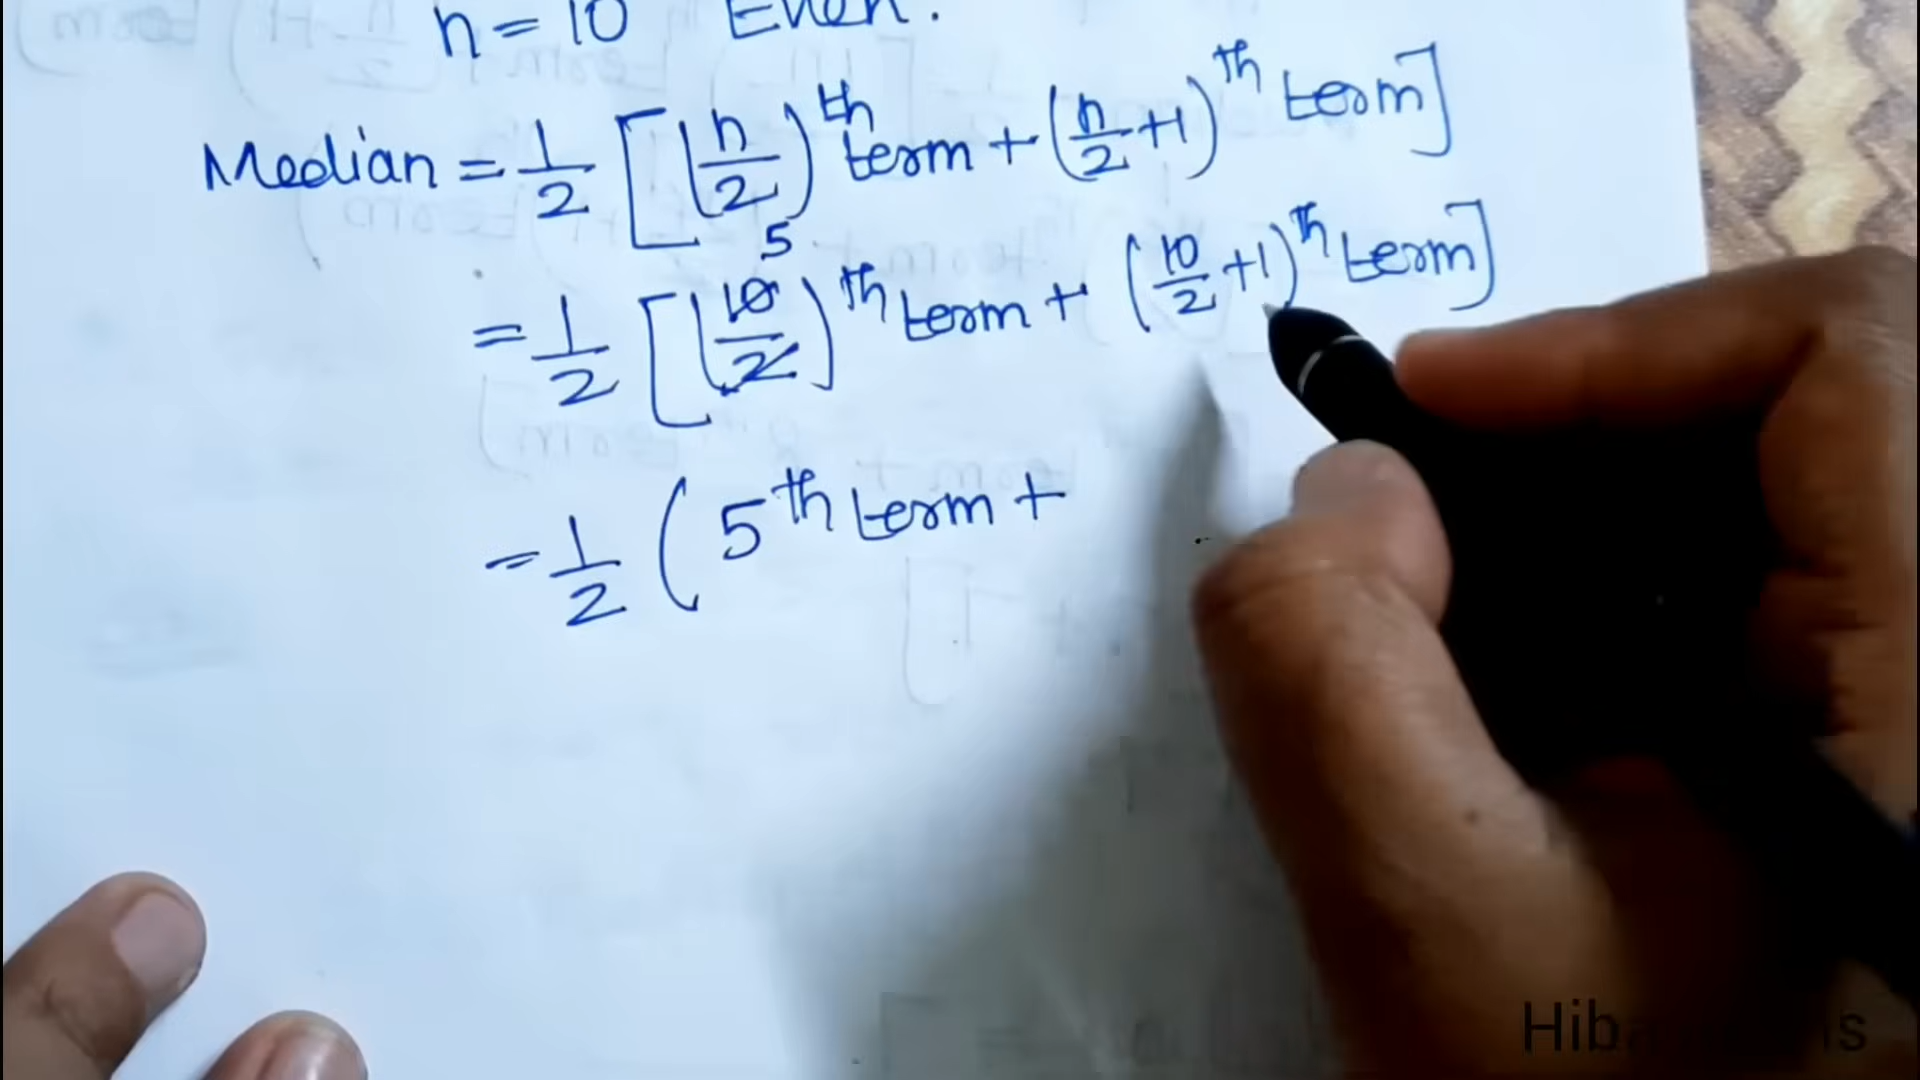 n = 10 Even.
Median = 1/2 [(n/2)th term + (n/2 +1)th term]
5
= 1/2 [(10/2)th term + (10/2 +1)th term]
= 1/2 ( 5th term +